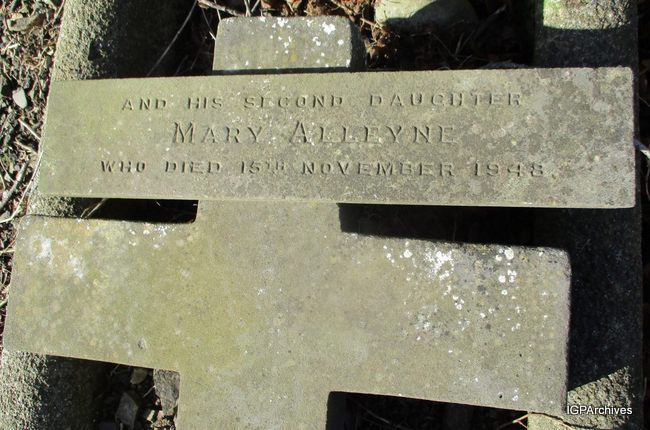 AND HIS SECOND DAUGHTER
MARY ALLEYNE
WHO DIED 15TH NOVEMBER 1948.
IGPArchives